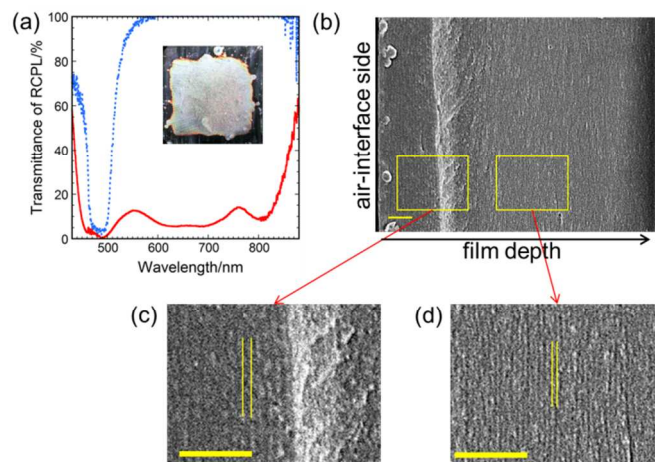 (a)
Transmittance of RCPL/%
100
80
60
40
20
0
500
600
700
800
Wavelength/nm
(b)
air-interface side
film depth
(c)
(d)